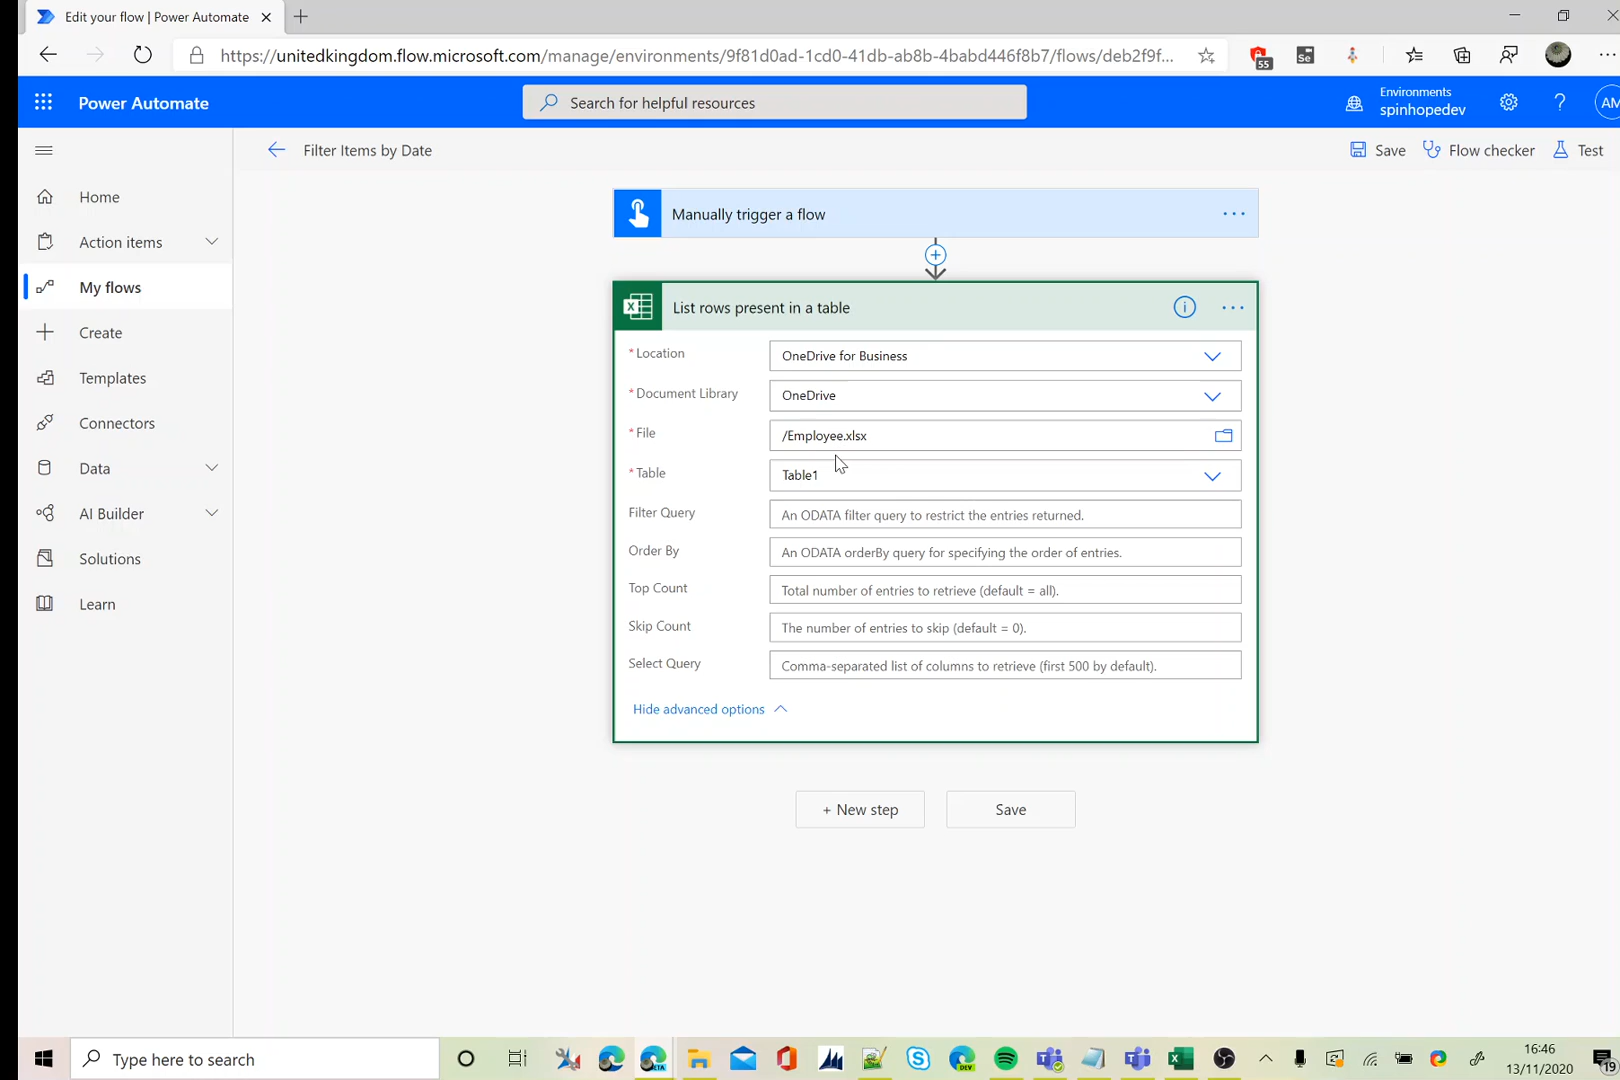 Edit your flow | Power Automate
https://unitedkingdom.flow.microsoft.com/manage/environments/9f81d0ad-1cd0-41db-ab8b-4babd446f8b7/flows/deb2f9f...
55
Se
Power Automate
Search for helpful resources
Environments
spinhopedev
?
AM
Filter Items by Date
Save
Flow checker
Test
Home
Action items
My flows
Create
Templates
Connectors
Data
AI Builder
Solutions
Learn
Manually trigger a flow
List rows present in a table
* Location
OneDrive for Business
* Document Library
OneDrive
* File
/Employee.xlsx
* Table
Table1
Filter Query
An ODATA filter query to restrict the entries returned.
Order By
An ODATA orderBy query for specifying the order of entries.
Top Count
Total number of entries to retrieve (default = all).
Skip Count
The number of entries to skip (default = 0).
Select Query
Comma-separated list of columns to retrieve (first 500 by default).
Hide advanced options
+ New step
Save
Type here to search
BETA
DEV
16:46
13/11/2020
19